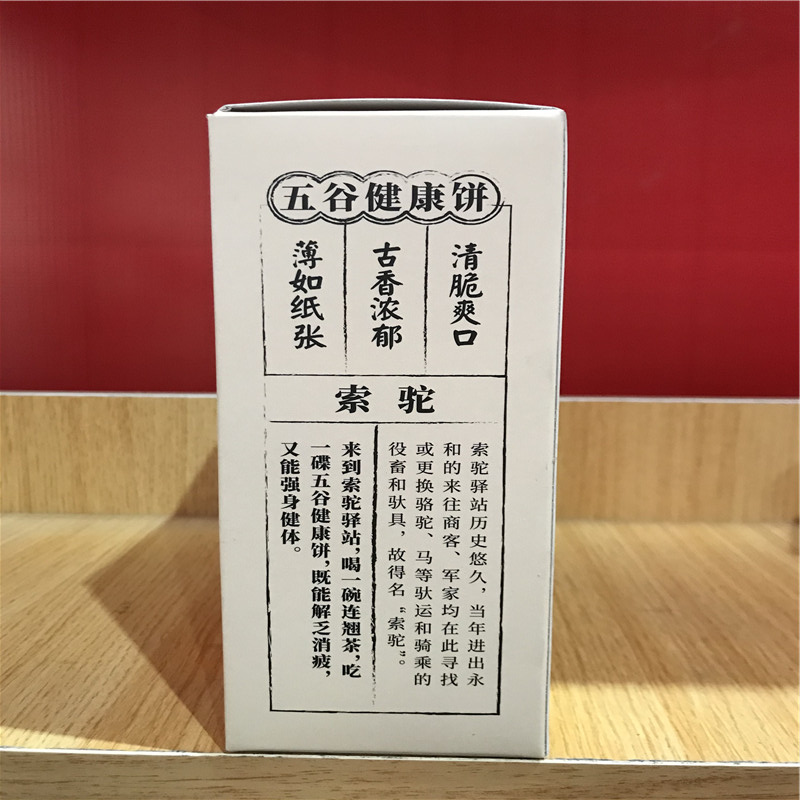 五谷健康饼
清脆爽口
古香浓郁
薄如纸张
索驼
索驼驿站历史悠久，当年进出永
和的来往商客、军家均在此寻找
或更换骆驼、马等驮运和骑乘的
役畜和驮具，故得名“索驼”。
来到索驼驿站，喝一碗连翘茶，吃
一碟五谷健康饼，既能解乏消疲，
又能强身健体。